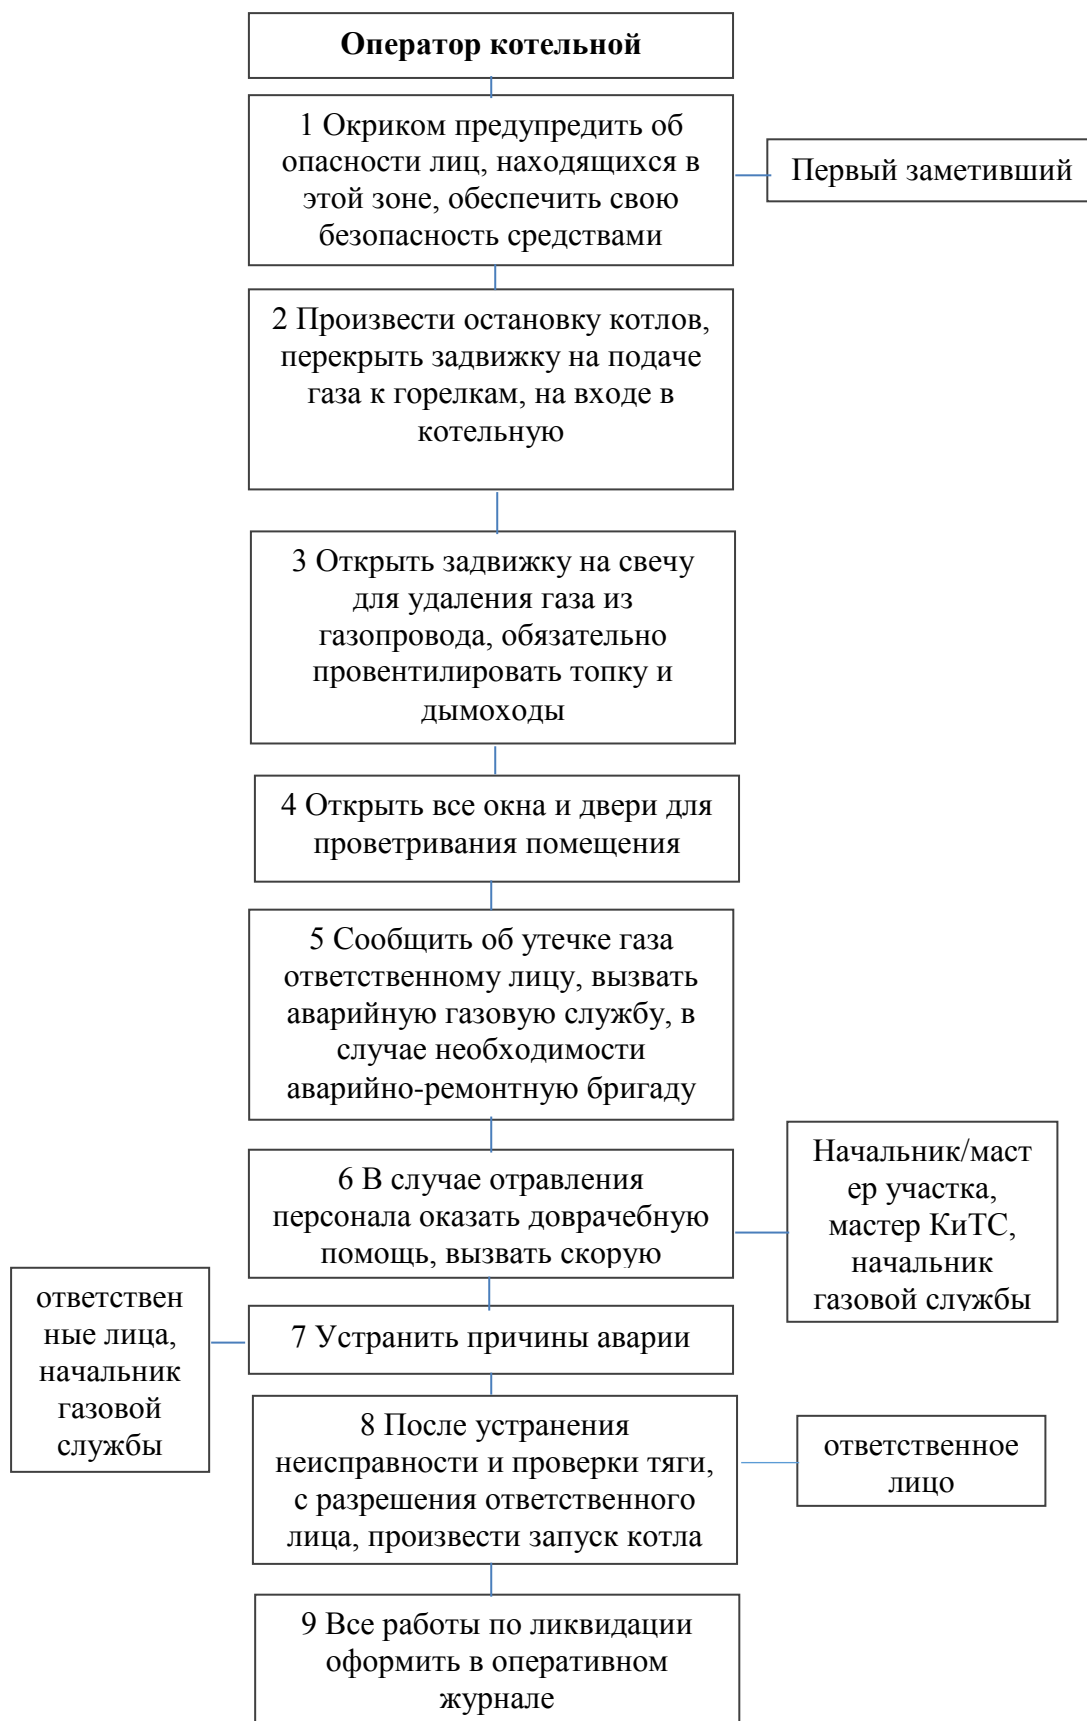 Оператор котельной
1 Окриком предупредить об
опасности лиц, находящихся в
этой зоне, обеспечить свою
безопасность средствами
Первый заметивший
2 Произвести остановку котлов,
перекрыть задвижку на подаче
газа к горелкам, на входе в
котельную
3 Открыть задвижку на свечу
для удаления газа из
газопровода, обязательно
провентилировать топку и
дымоходы
4 Открыть все окна и двери для
проветривания помещения
5 Сообщить об утечке газа
ответственному лицу, вызвать
аварийную газовую службу, в
случае необходимости
аварийно-ремонтную бригаду
6 В случае отравления
персонала оказать доврачебную
помощь, вызвать скорую
Начальник/маст
ер участка,
мастер КиТС,
начальник
газовой службы
ответствен
ные лица,
начальник
газовой
службы
7 Устранить причины аварии
8 После устранения
неисправности и проверки тяги,
с разрешения ответственного
лица, произвести запуск котла
ответственное
лицо
9 Все работы по ликвидации
оформить в оперативном
журнале